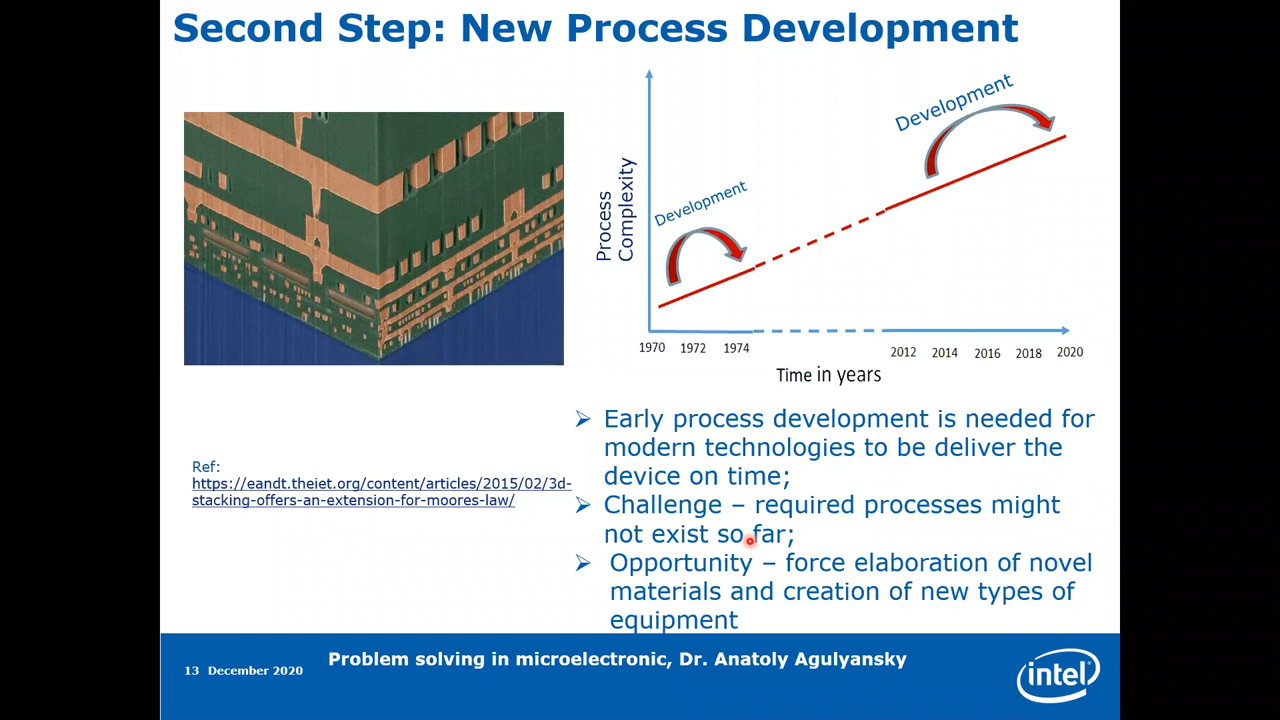 Second Step: New Process Development
Development
Development
Process
Complexity
1970 1972 1974 2012 2014 2016 2018 2020
Time in years
Ref:
https://eandt.theiet.org/content/articles/2015/02/3d-
stacking-offers-an-extension-for-moores-law/
➢ Early process development is needed for
modern technologies to be deliver the
device on time;
➢ Challenge – required processes might
not exist so far;
➢ Opportunity – force elaboration of novel
materials and creation of new types of
equipment
13 December 2020
Problem solving in microelectronic, Dr. Anatoly Agulyansky
intel